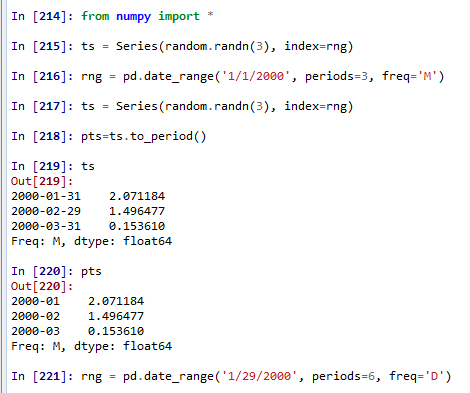 In [214]: from numpy import *
In [215]: ts = Series(random.randn(3), index=rng)
In [216]: rng = pd.date_range('1/1/2000', periods=3, freq='M')
In [217]: ts = Series(random.randn(3), index=rng)
In [218]: pts=ts.to_period()
In [219]: ts
Out[219]:
2000-01-31    2.071184
2000-02-29    1.496477
2000-03-31    0.153610
Freq: M, dtype: float64
In [220]: pts
Out[220]:
2000-01    2.071184
2000-02    1.496477
2000-03    0.153610
Freq: M, dtype: float64
In [221]: rng = pd.date_range('1/29/2000', periods=6, freq='D')